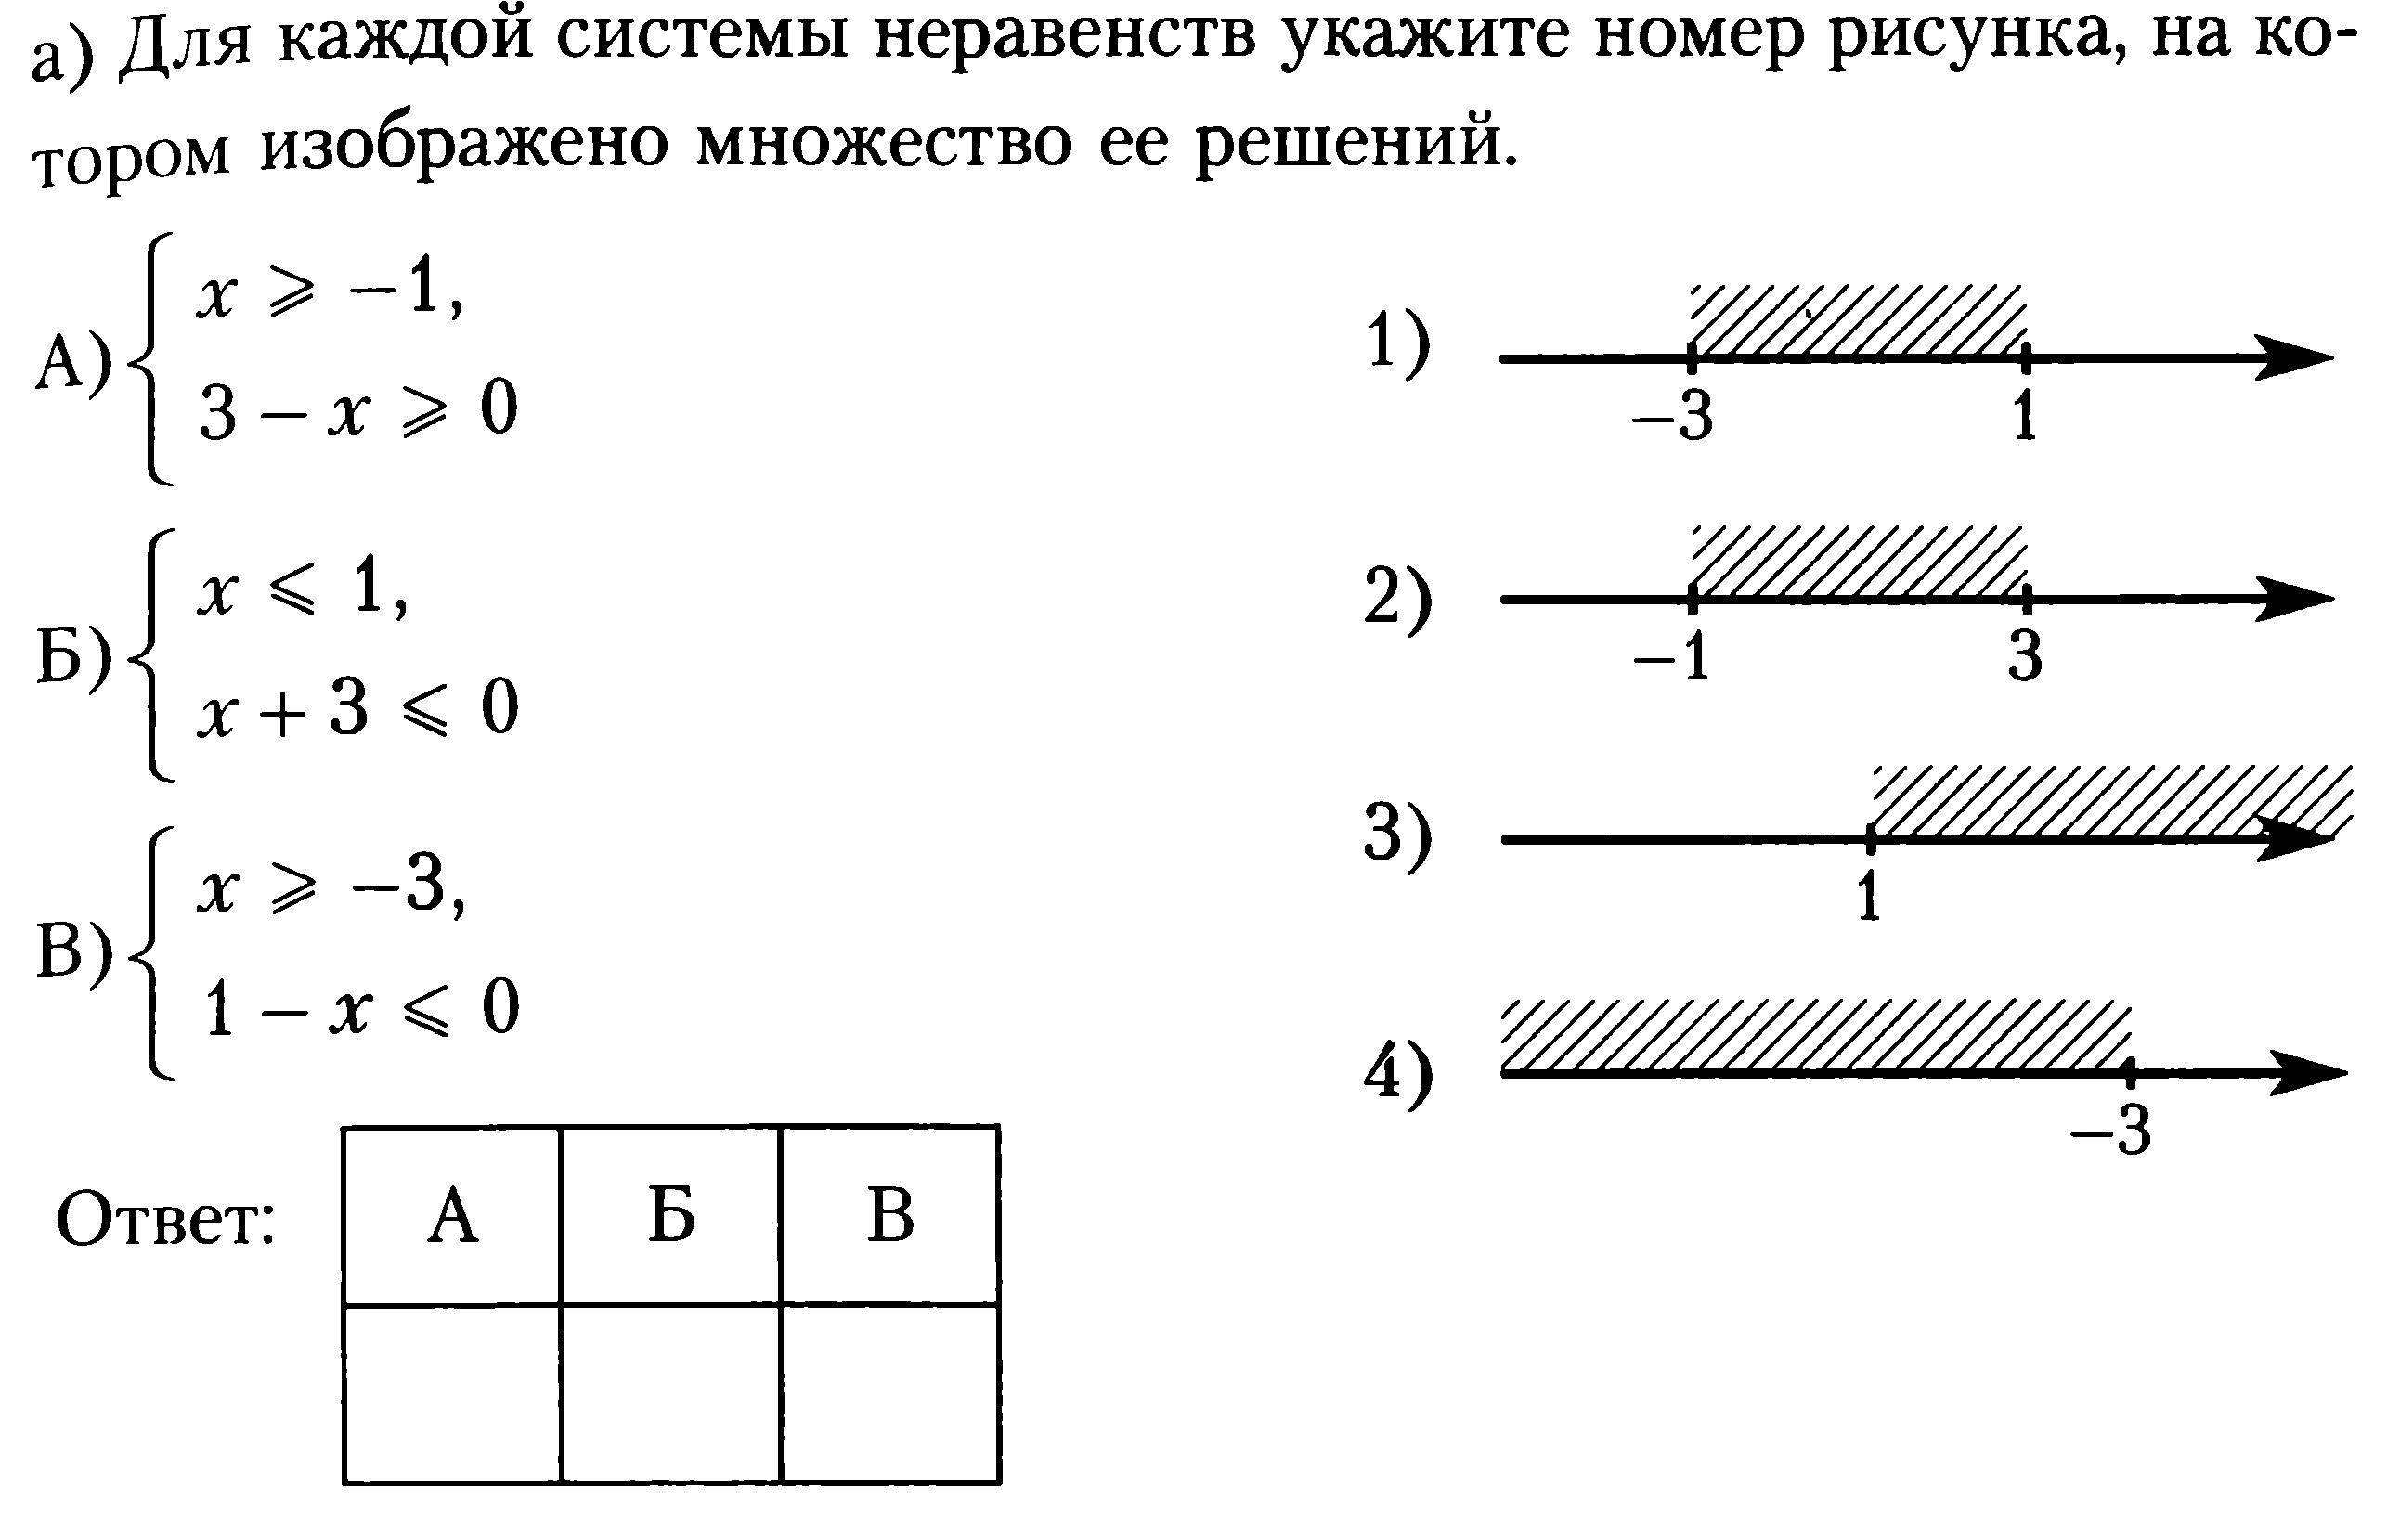 а) Для каждой системы неравенств укажите номер рисунка, на ко-
тором изображено множество ее решений.
А) { x ⩾ −1,
3 − x ⩾ 0
Б) { x ⩽ 1,
x + 3 ⩽ 0
В) { x ⩾ −3,
1 − x ⩽ 0
1)
−3 1
2)
−1 3
3)
1
4)
−3
Ответ: А Б В